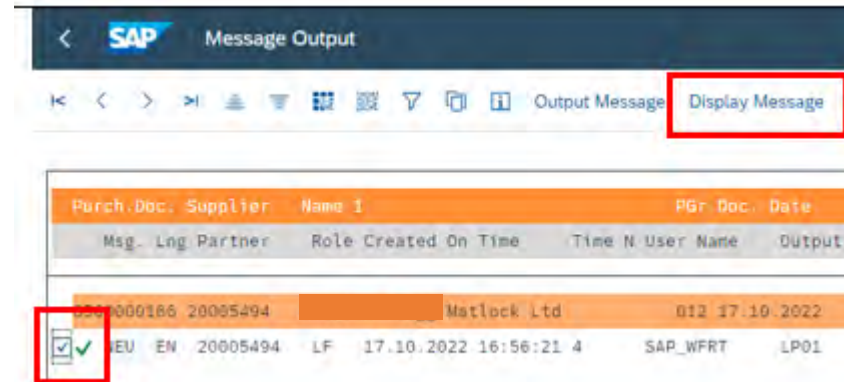 SAP Message Output
Output Message Display Message
Purch.Doc. Supplier Name 1 PGr Doc. Date
Msg. Lng Partner Role Created On Time Time N User Name Output
20005494 Matlock Ltd 012 17.10.2022
EN 20005494 LF 17.10.2022 16:56:21 4 SAP_WFRT LP01